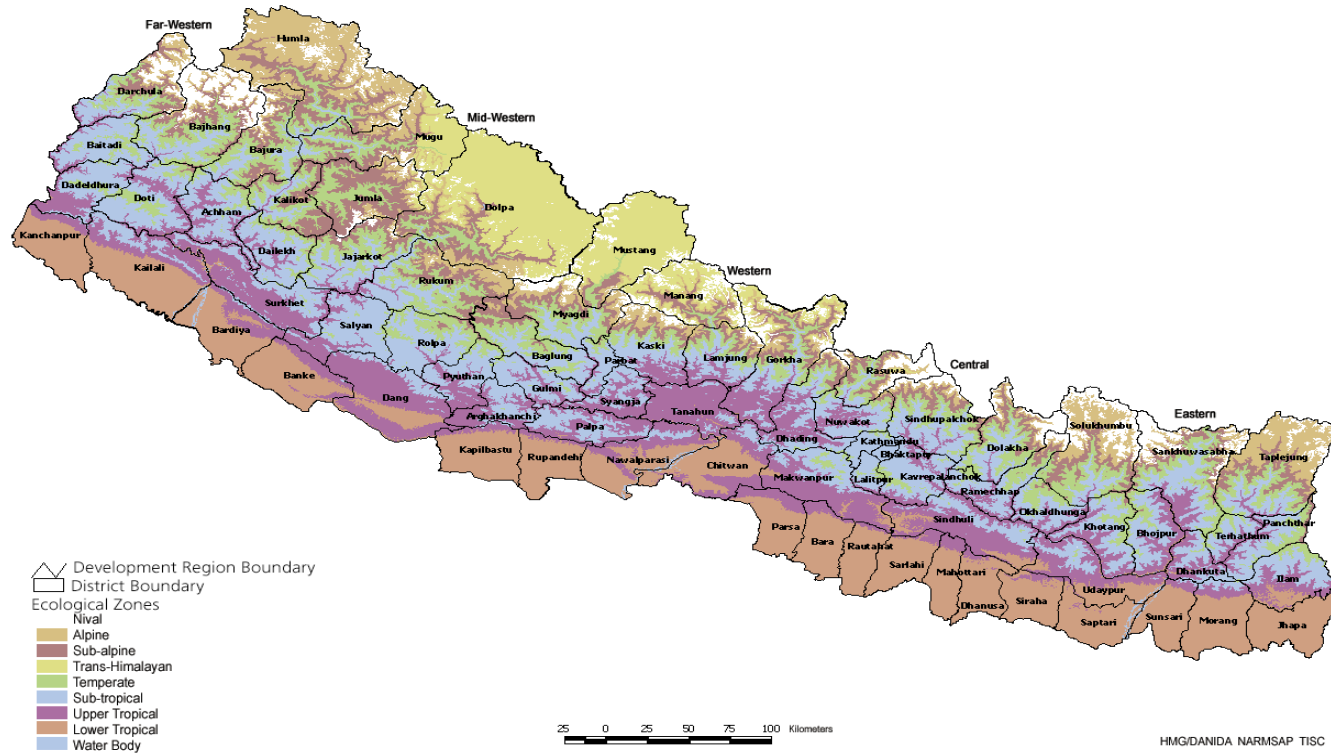 Far-Western
Humla
Darchula
Mid-Western
Bajhang
Mugu
Baitadi
Bajura
Dadeldhura
Doti
Kalikot
Jumla
Achham
Dolpa
Kanchanpur
Mustang
Dailekh
Jajarkot
Kailali
Western
Rukum
Surkhet
Manang
Myagdi
Bardiya
Salyan
Rolpa
Kaski
Baglung
Parbat
Lamjung
Gorkha
Rasuwa
Central
Banke
Pyuthan
Gulmi
Dang
Syangja
Tanahun
Arghakhanchi
Palpa
Nuwakot
Sindhupalchok
Eastern
Solukhumbu
Dhading
Kathmandu
Dolakha
Sankhuwasabha
Bhaktapur
Taplejung
Kapilbastu
Rupandehi
Nawalparasi
Chitwan
Makwanpur
Lalitpur
Kavrepalanchok
Ramechhap
Okhaldhunga
Sindhuli
Khotang
Bhojpur
Panchthar
Terhathum
Parsa
Bara
Rautahat
Sarlahi
Mahottari
Dhanusa
Siraha
Udaypur
Dhankuta
Ilam
Saptari
Sunsari
Morang
Jhapa
Development Region Boundary
District Boundary
Ecological Zones
Nival
Alpine
Sub-alpine
Trans-Himalayan
Temperate
Sub-tropical
Upper Tropical
Lower Tropical
Water Body
25 0 25 50 75 100 Kilometers
HMG/DANIDA NARMSAP TISC